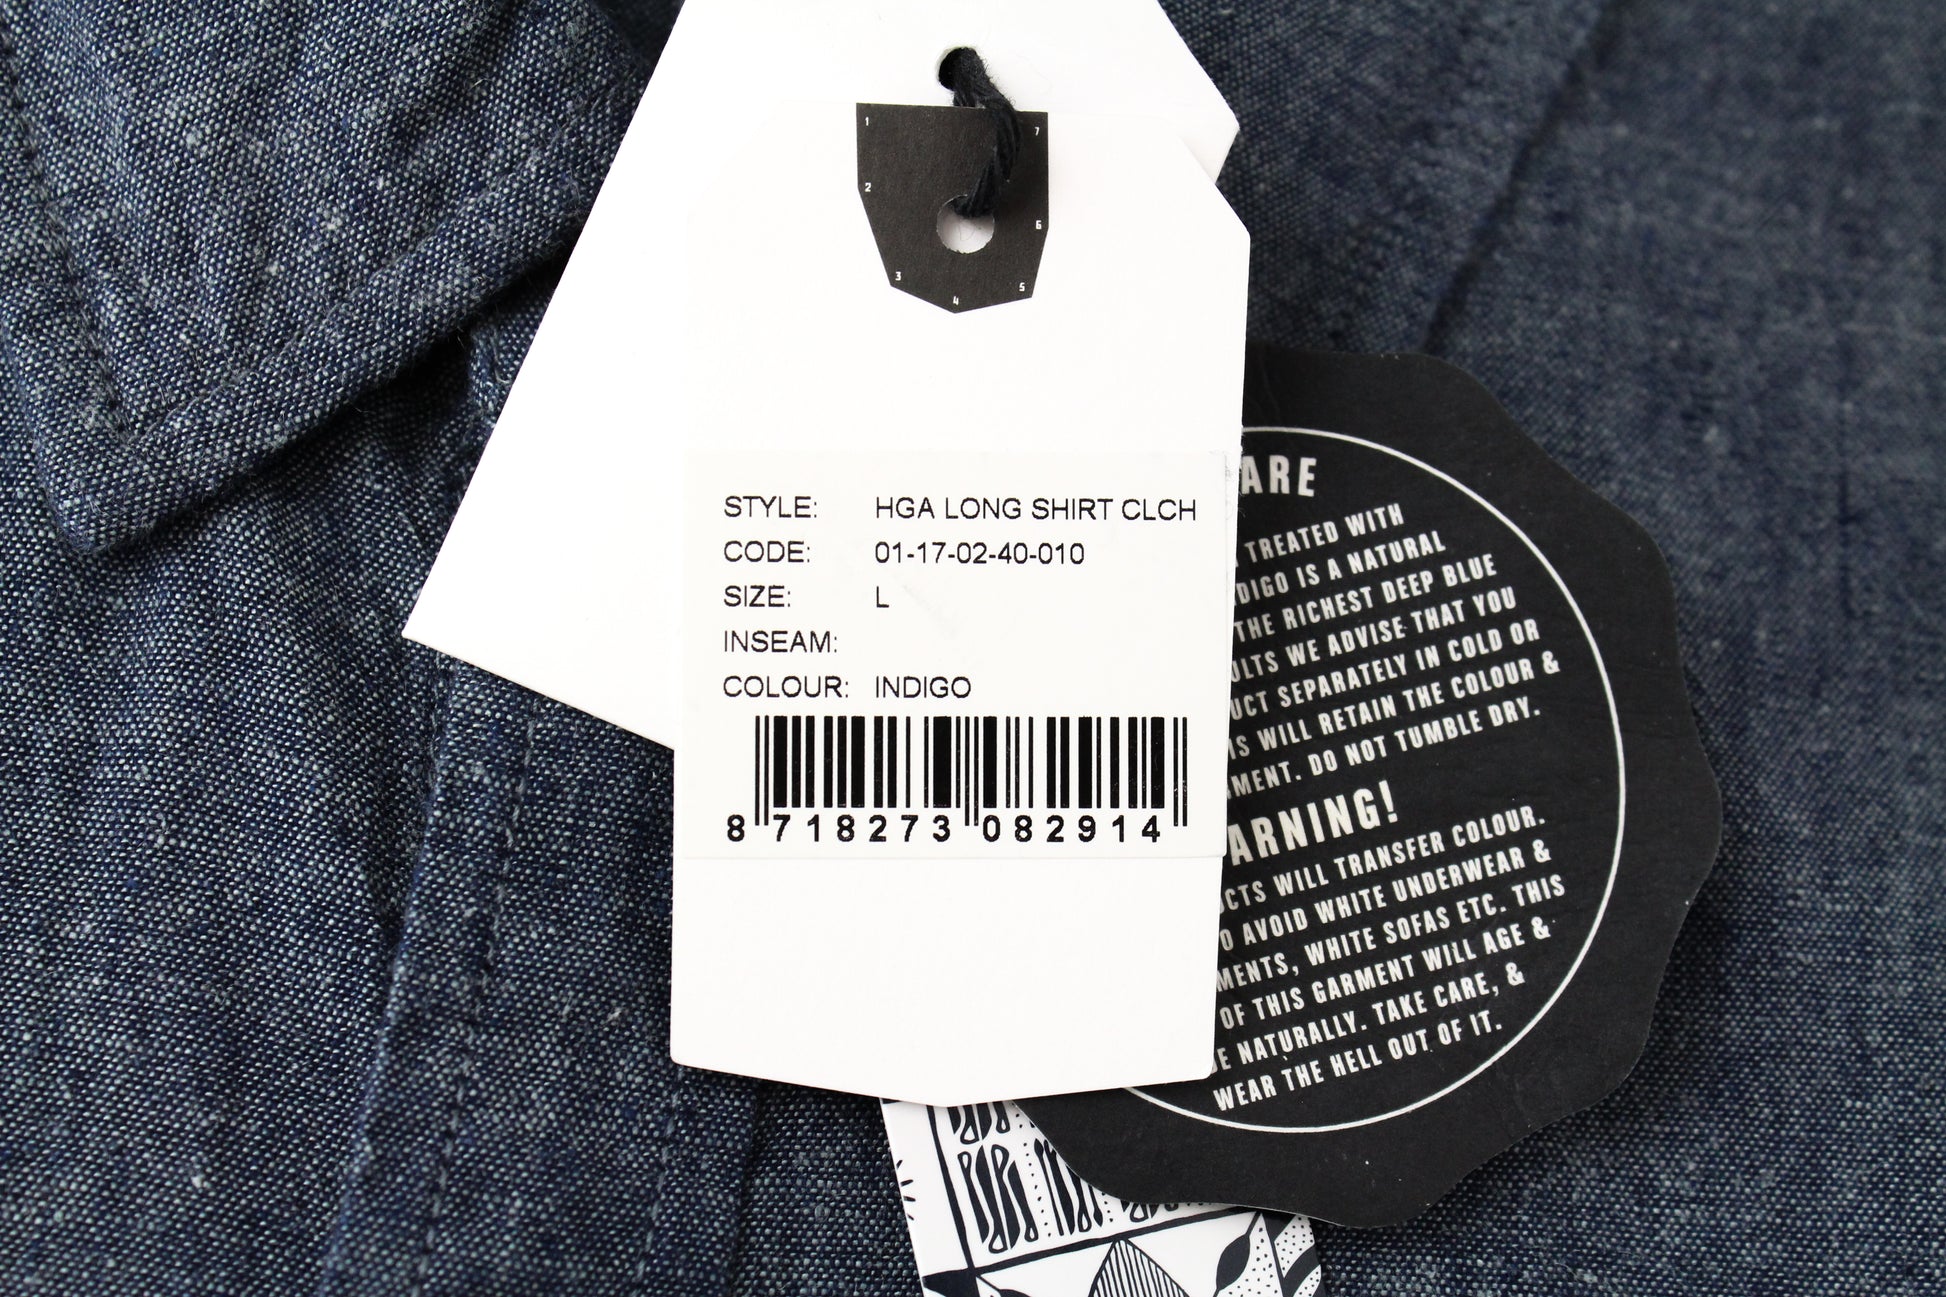 1
7
2
6
3
5
4
STYLE: HGA LONG SHIRT CLCH
CODE: 01-17-02-40-010
SIZE: L
INSEAM:
COLOUR: INDIGO
8 718273 082914
ARE
TREATED WITH
DIGO IS A NATURAL
THE RICHEST DEEP BLUE
ULTS WE ADVISE THAT YOU
UCT SEPARATELY IN COLD OR
IS WILL RETAIN THE COLOUR &
MENT. DO NOT TUMBLE DRY.
ARNING!
CTS WILL TRANSFER COLOUR.
O AVOID WHITE UNDERWEAR &
MENTS, WHITE SOFAS ETC. THIS
OF THIS GARMENT WILL AGE &
E NATURALLY. TAKE CARE, &
WEAR THE HELL OUT OF IT.